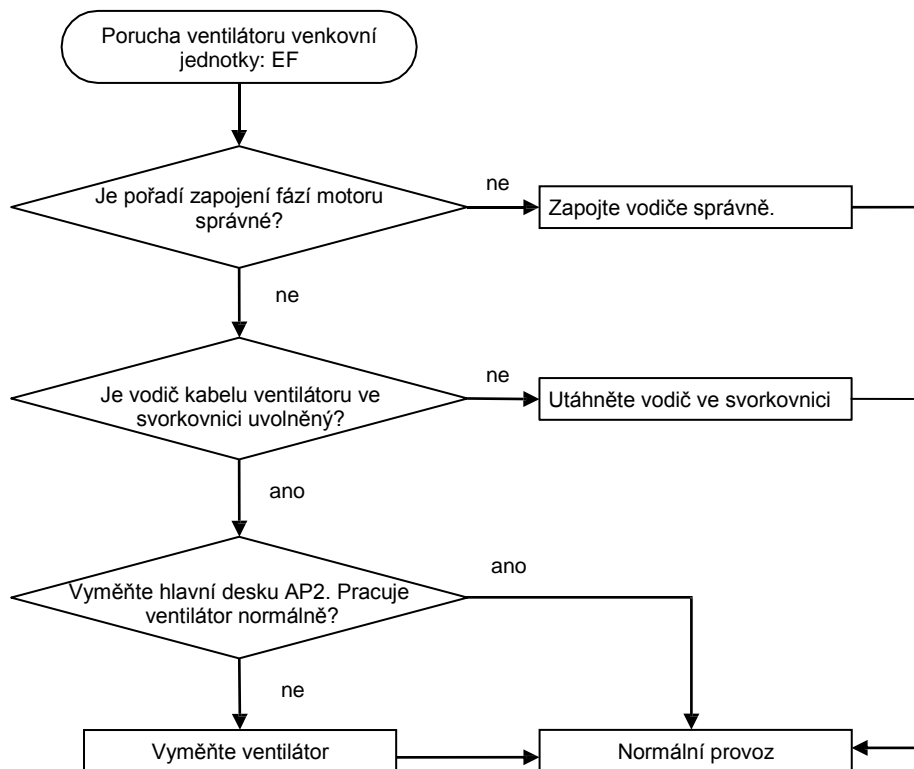 Porucha ventilátoru venkovní
jednotky: EF
Je pořadí zapojení fází motoru
správné?
ne
Zapojte vodiče správně.
ne
Je vodič kabelu ventilátoru ve
svorkovnici uvolněný?
ne
Utáhněte vodič ve svorkovnici
ano
Vyměňte hlavní desku AP2. Pracuje
ventilátor normálně?
ano
ne
Vyměňte ventilátor
Normální provoz